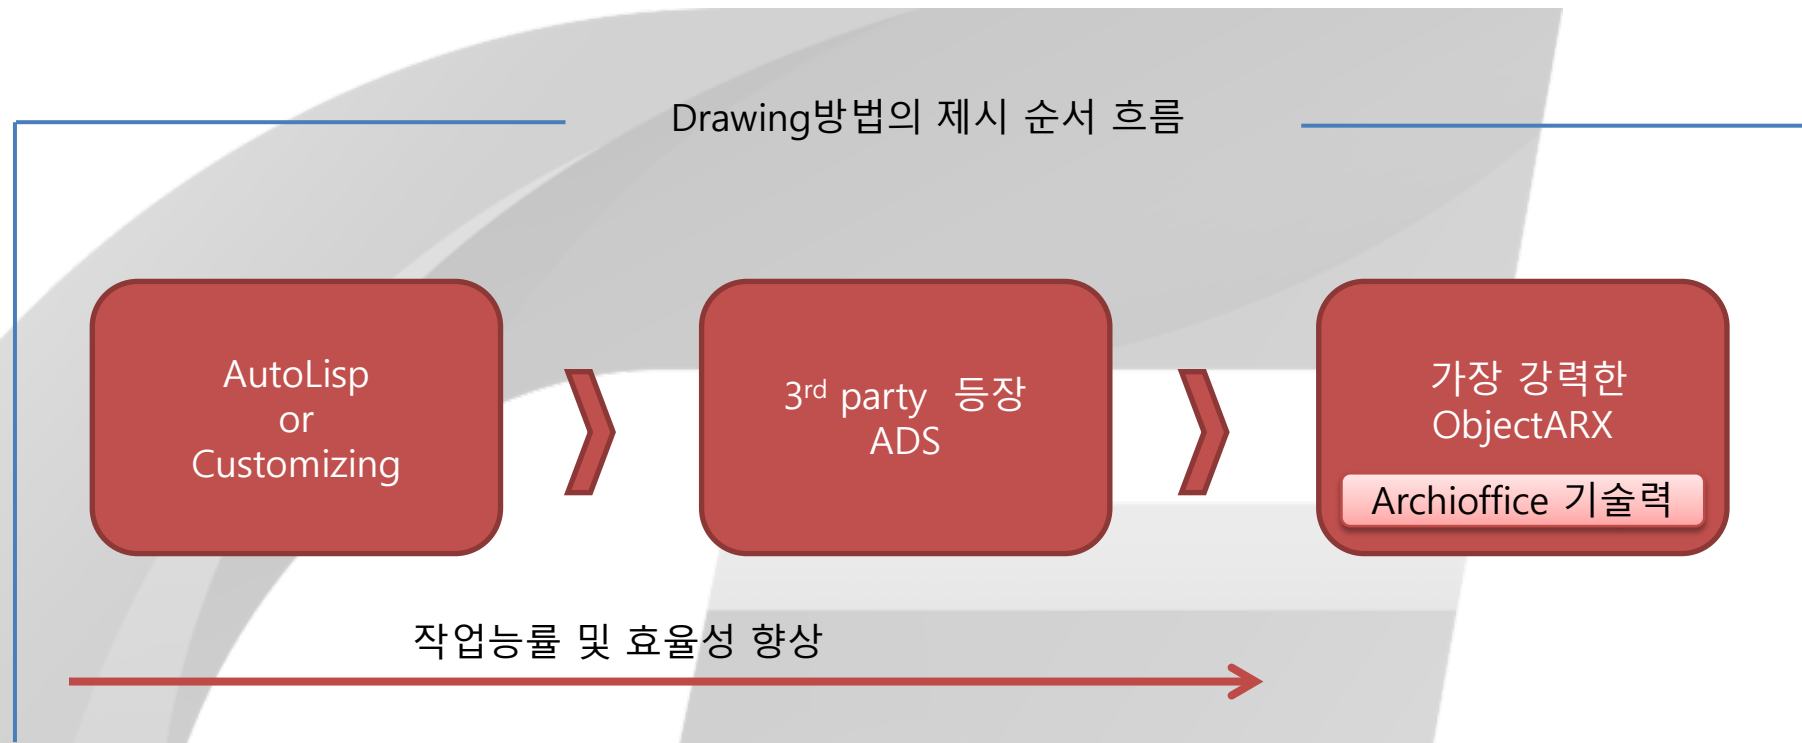 Drawing방법의 제시 순서 흐름
AutoLisp
or
Customizing
3rd party 등장
ADS
가장 강력한
ObjectARX
Archioffice 기술력
작업능률 및 효율성 향상